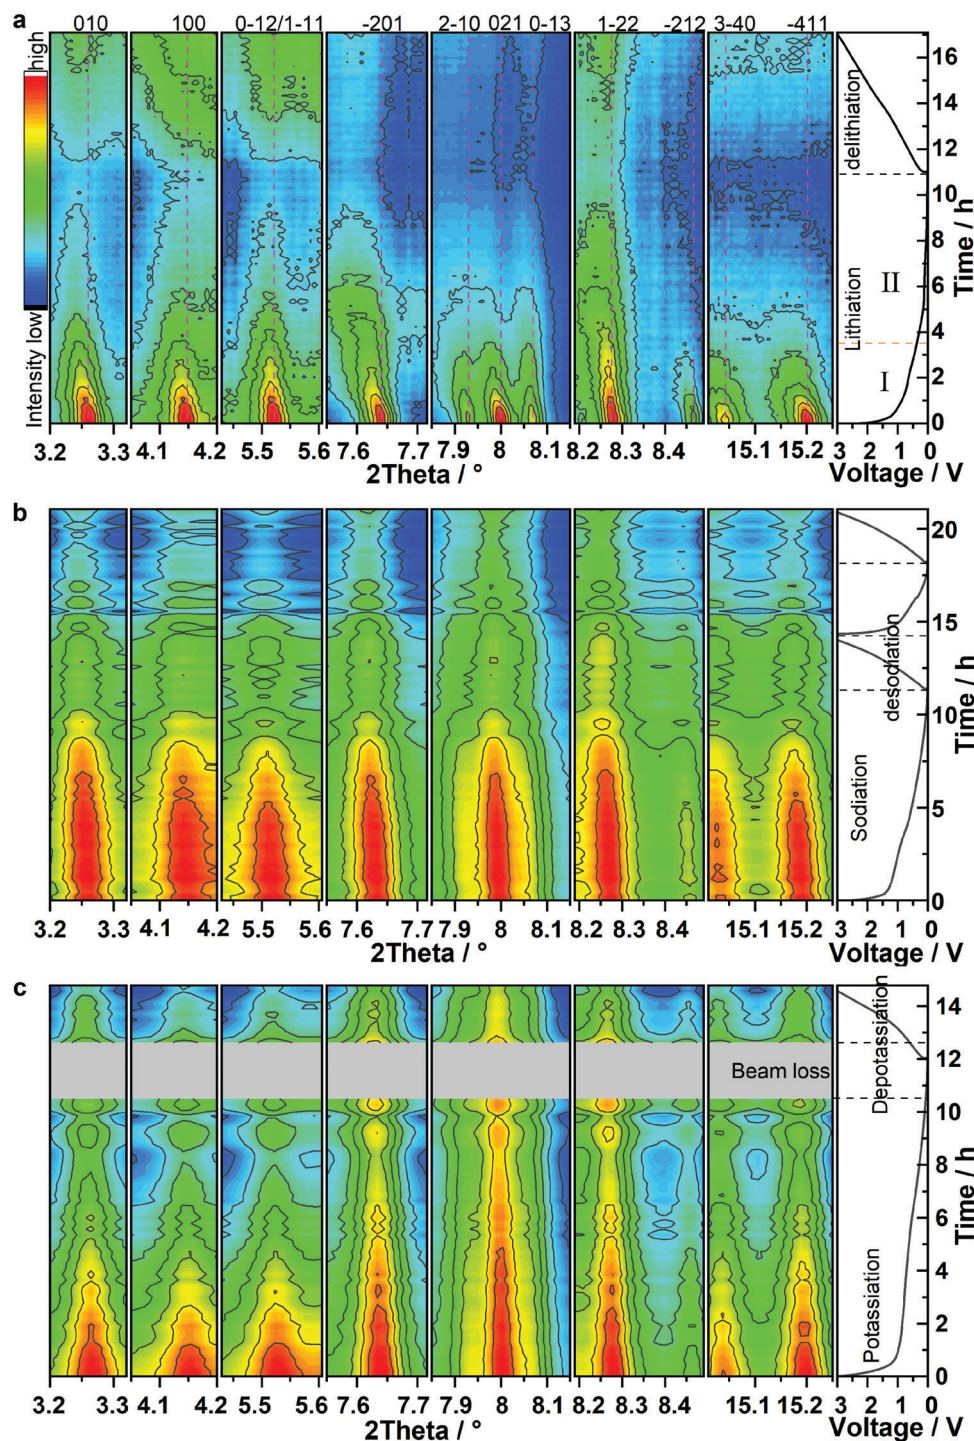 a
010 100 0-12/1-11 -201 2-10 021 0-13 1-22 -212 3-40 -411
high
Intensity low
delithiation
Lithiation
II
I
16
14
12
10
8
6
4
2
0
Time / h
3.2 3.3 4.1 4.2 5.5 5.6 7.6 7.7 7.9 8 8.1 8.2 8.3 8.4 15.1 15.2 3 2 1 0
2Theta / ° Voltage / V
b
desodiation
Sodiation
20
15
10
5
0
Time / h
3.2 3.3 4.1 4.2 5.5 5.6 7.6 7.7 7.9 8 8.1 8.2 8.3 8.4 15.1 15.2 3 2 1 0
2Theta / ° Voltage / V
c
Beam loss
Depotassiation
Potassiation
14
12
10
8
6
4
2
0
Time / h
3.2 3.3 4.1 4.2 5.5 5.6 7.6 7.7 7.9 8 8.1 8.2 8.3 8.4 15.1 15.2 3 2 1 0
2Theta / ° Voltage / V